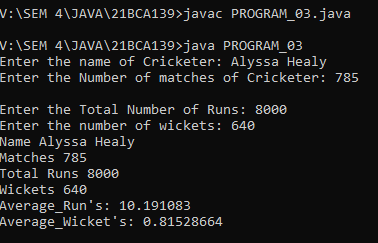 V:\SEM 4\JAVA\21BCA139>javac PROGRAM_03.java
V:\SEM 4\JAVA\21BCA139>java PROGRAM_03
Enter the name of Cricketer: Alyssa Healy
Enter the Number of matches of Cricketer: 785
Enter the Total Number of Runs: 8000
Enter the number of wickets: 640
Name Alyssa Healy
Matches 785
Total Runs 8000
Wickets 640
Average_Run's: 10.191083
Average_Wicket's: 0.81528664